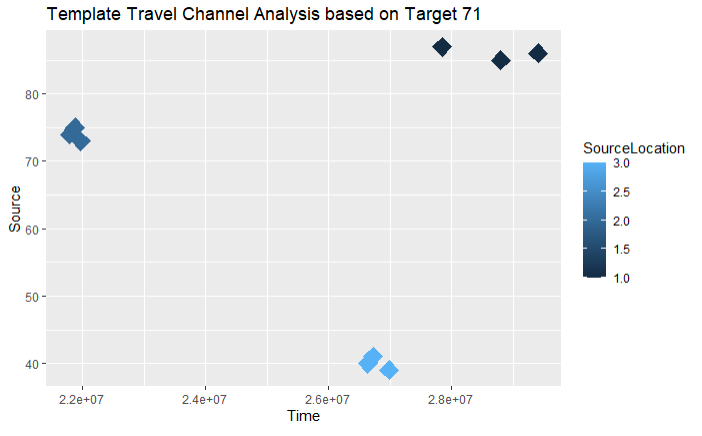 Template Travel Channel Analysis based on Target 71
Source
80
70
60
50
40
2.2e+07 2.4e+07 2.6e+07 2.8e+07
Time
SourceLocation
3.0
2.5
2.0
1.5
1.0